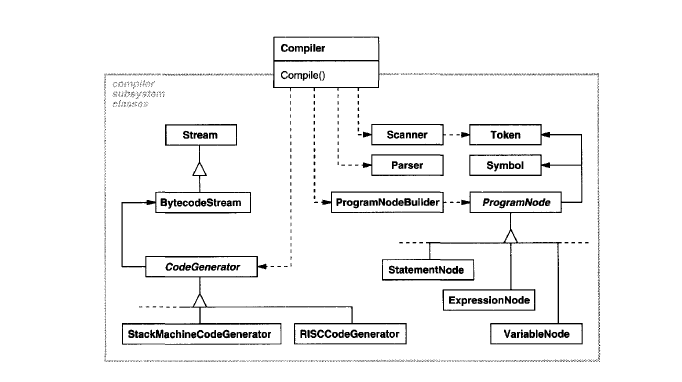 Compiler
Compile()
compiler
subsystem
classes
Stream
Scanner
Token
Parser
Symbol
BytecodeStream
ProgramNodeBuilder
ProgramNode
CodeGenerator
StatementNode
ExpressionNode
StackMachineCodeGenerator
RISCCodeGenerator
VariableNode